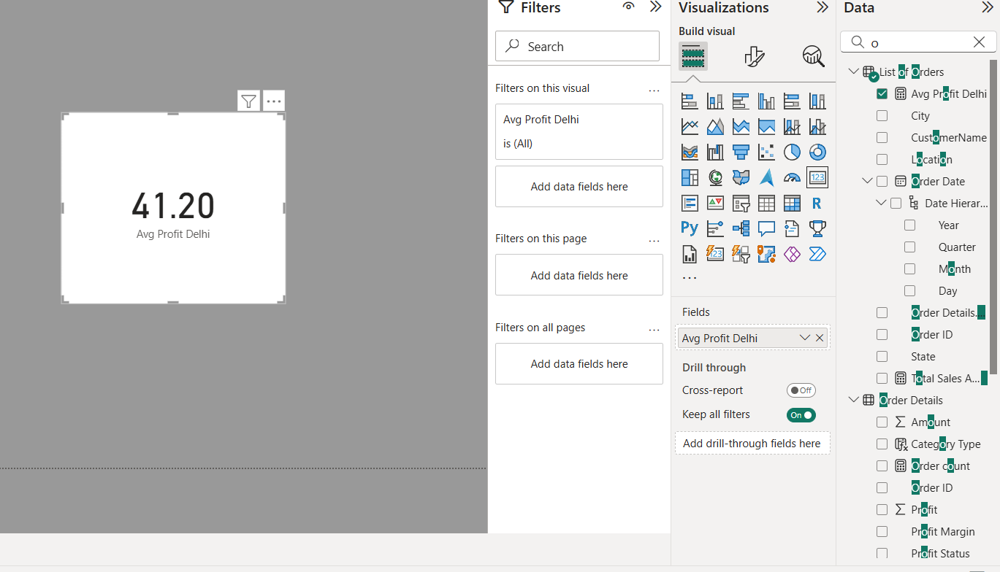 Filters
Search
Filters on this visual
...
Avg Profit Delhi
is (All)
Add data fields here
Filters on this page
...
Add data fields here
Filters on all pages
...
Add data fields here
41.20
Avg Profit Delhi
Visualizations
Build visual
123
R
Py
123
...
Fields
Avg Profit Delhi
Drill through
Cross-report
Off
Keep all filters
On
Add drill-through fields here
Data
o
List of Orders
Avg Profit Delhi
City
CustomerName
Location
Order Date
Date Hierar...
Year
Quarter
Month
Day
Order Details....
Order ID
State
Total Sales A...
Order Details
Amount
Category Type
Order count
Order ID
Profit
Profit Margin
Profit Status